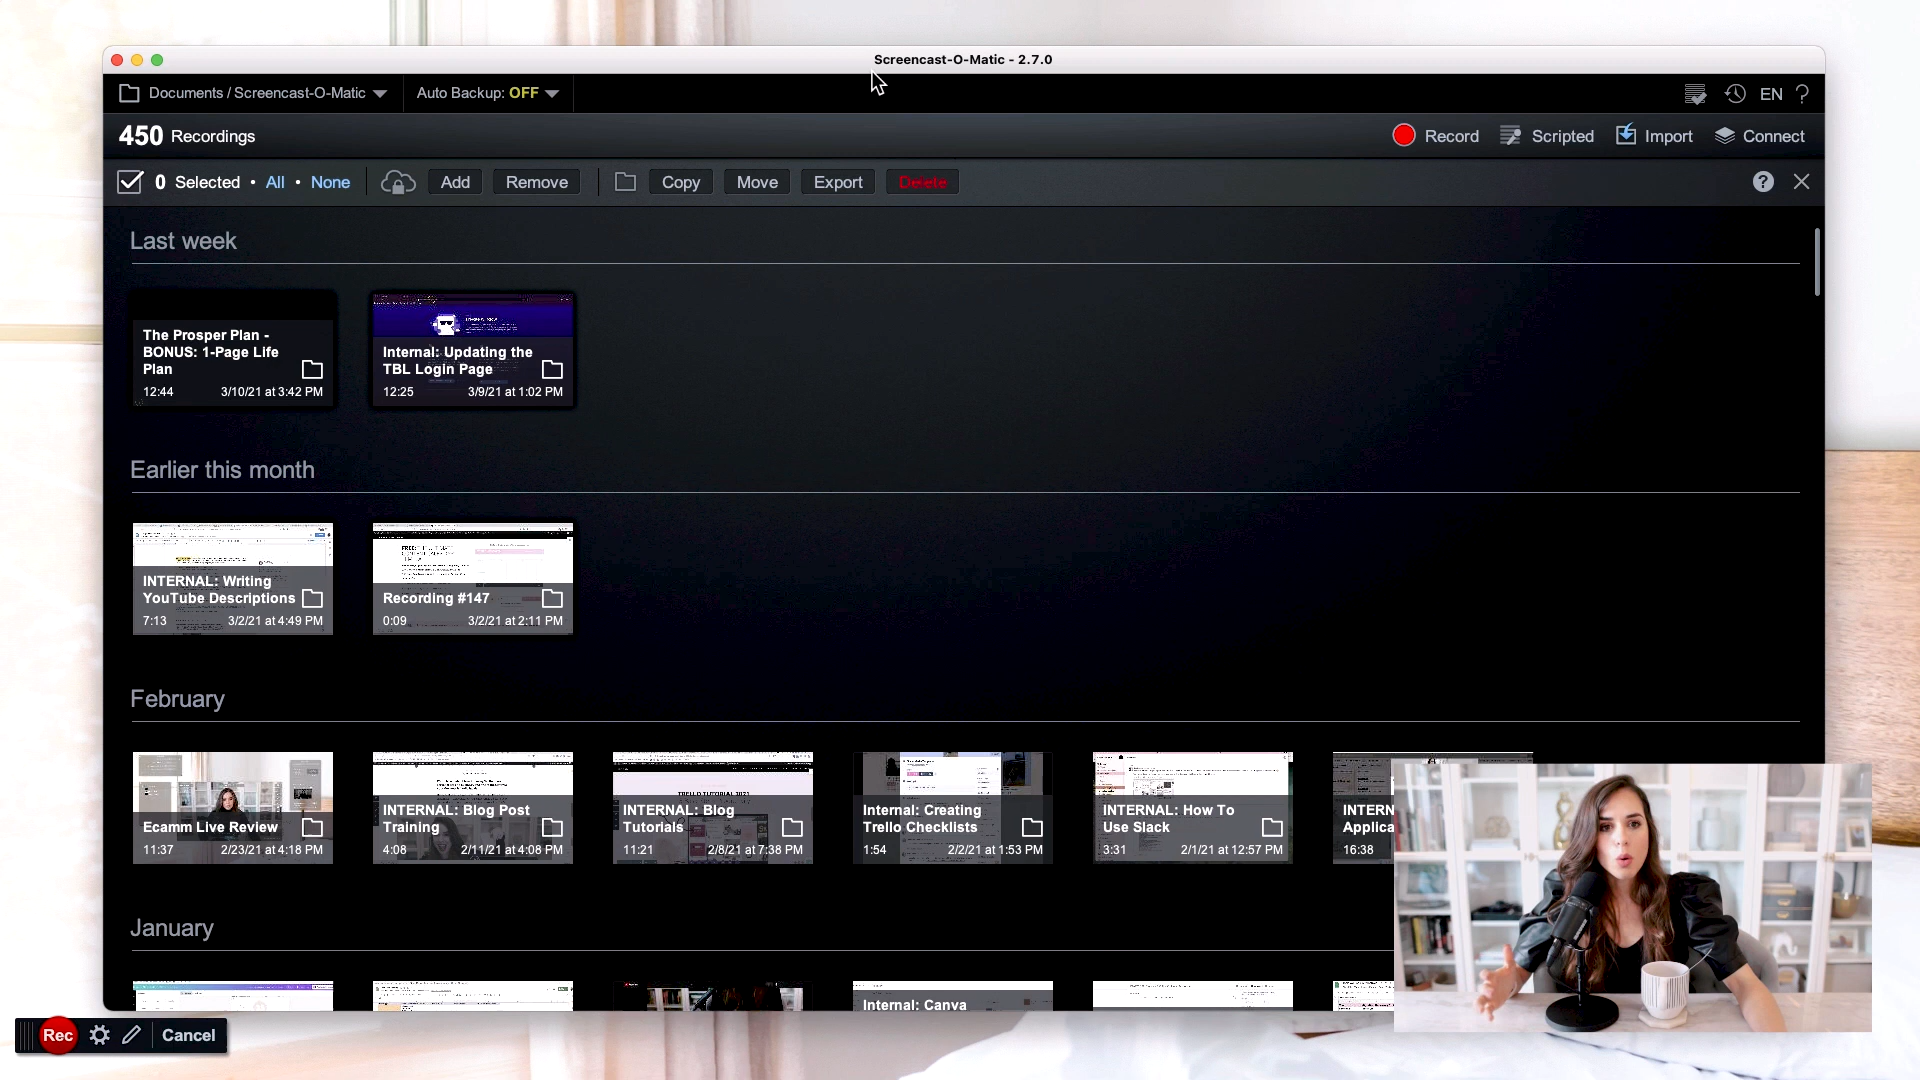 Screencast-O-Matic - 2.7.0
Documents / Screencast-O-Matic
Auto Backup: OFF
EN ?
450 Recordings
Record
Scripted
Import
Connect
0 Selected • All • None
Add
Remove
Copy
Move
Export
Delete
?
Last week
The Prosper Plan -
BONUS: 1-Page Life
Plan
12:44 3/10/21 at 3:42 PM
Internal: Updating the
TBL Login Page
12:25 3/9/21 at 1:02 PM
Earlier this month
INTERNAL: Writing
YouTube Descriptions
7:13 3/2/21 at 4:49 PM
Recording #147
0:09 3/2/21 at 2:11 PM
February
Ecamm Live Review
11:37 2/23/21 at 4:18 PM
INTERNAL: Blog Post
Training
4:08 2/11/21 at 4:08 PM
TRELLO TUTORIAL 2021
INTERNAL: Blog
Tutorials
11:21 2/8/21 at 7:38 PM
Internal: Creating
Trello Checklists
1:54 2/2/21 at 1:53 PM
INTERNAL: How To
Use Slack
3:31 2/1/21 at 12:57 PM
INTERN
Applica
16:38
January
Internal: Canva
Rec
Cancel